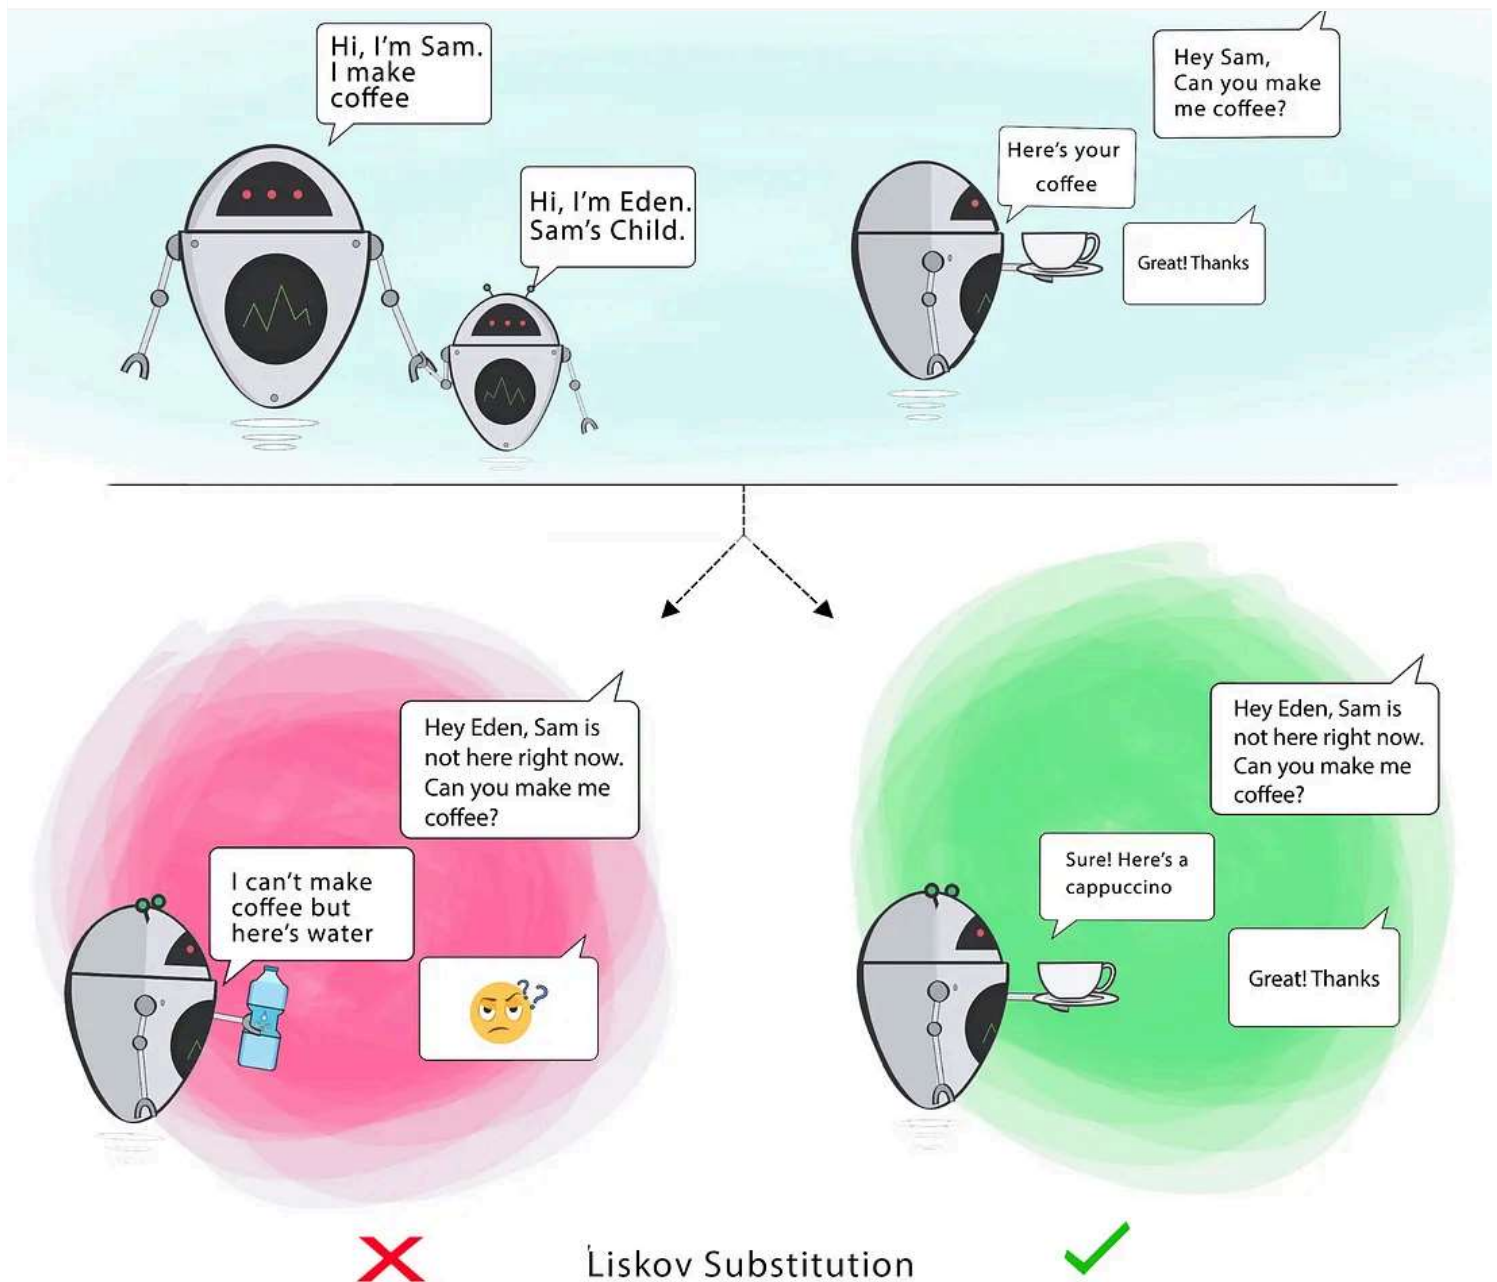 Hi, I'm Sam.
I make
coffee
Hi, I'm Eden.
Sam's Child.
Hey Sam,
Can you make
me coffee?
Here's your
coffee
Great! Thanks
Hey Eden, Sam is
not here right now.
Can you make me
coffee?
I can't make
coffee but
here's water
??
Hey Eden, Sam is
not here right now.
Can you make me
coffee?
Sure! Here's a
cappuccino
Great! Thanks
Liskov Substitution